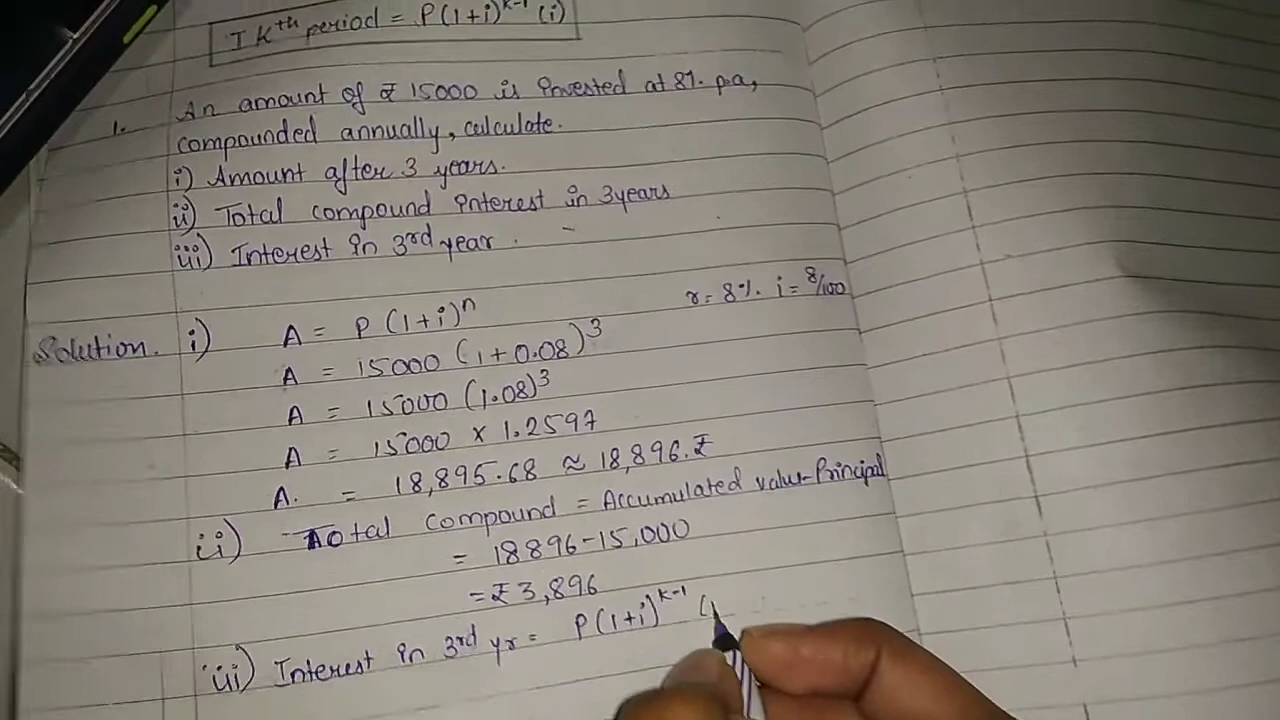 I Kth period = P(1+i)^k-1 (i)
1. An amount of ₹ 15000 is invested at 8% p.a,
compounded annually, calculate.
i) Amount after 3 years.
ii) Total compound interest in 3 years
iii) Interest in 3rd year.
r = 8% i = 8/100
Solution. i) A = P(1+i)^n
A = 15000 (1+0.08)^3
A = 15000 (1.08)^3
A = 15000 × 1.2597
A. = 18,895.68 ≈ 18,896.₹
ii) Total compound = Accumulated value-Principal
= 18896-15,000
= ₹ 3,896
iii) Interest in 3rd yr = P(1+i)^k-1 (